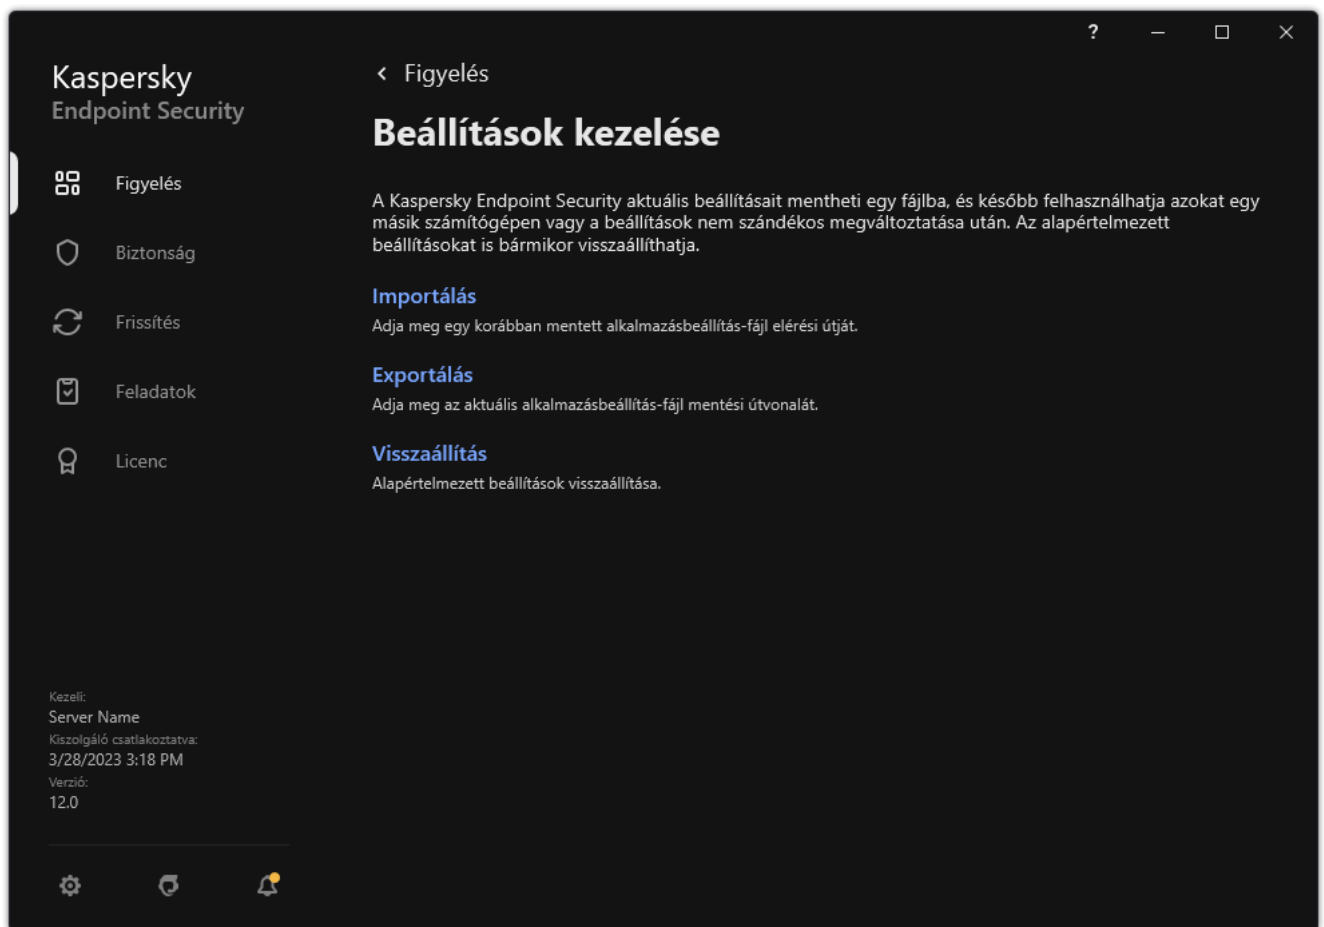 ?
Kaspersky
Endpoint Security
Figyelés
Biztonság
Frissítés
Feladatok
Licenc
Kezeli:
Server Name
Kiszolgáló csatlakoztatva:
3/28/2023 3:18 PM
Verzió:
12.0
Figyelés
Beállítások kezelése
A Kaspersky Endpoint Security aktuális beállításait mentheti egy fájlba, és később felhasználhatja azokat egy
másik számítógépen vagy a beállítások nem szándékos megváltoztatása után. Az alapértelmezett
beállításokat is bármikor visszaállíthatja.
Importálás
Adja meg egy korábban mentett alkalmazásbeállítás-fájl elérési útját.
Exportálás
Adja meg az aktuális alkalmazásbeállítás-fájl mentési útvonalát.
Visszaállítás
Alapértelmezett beállítások visszaállítása.